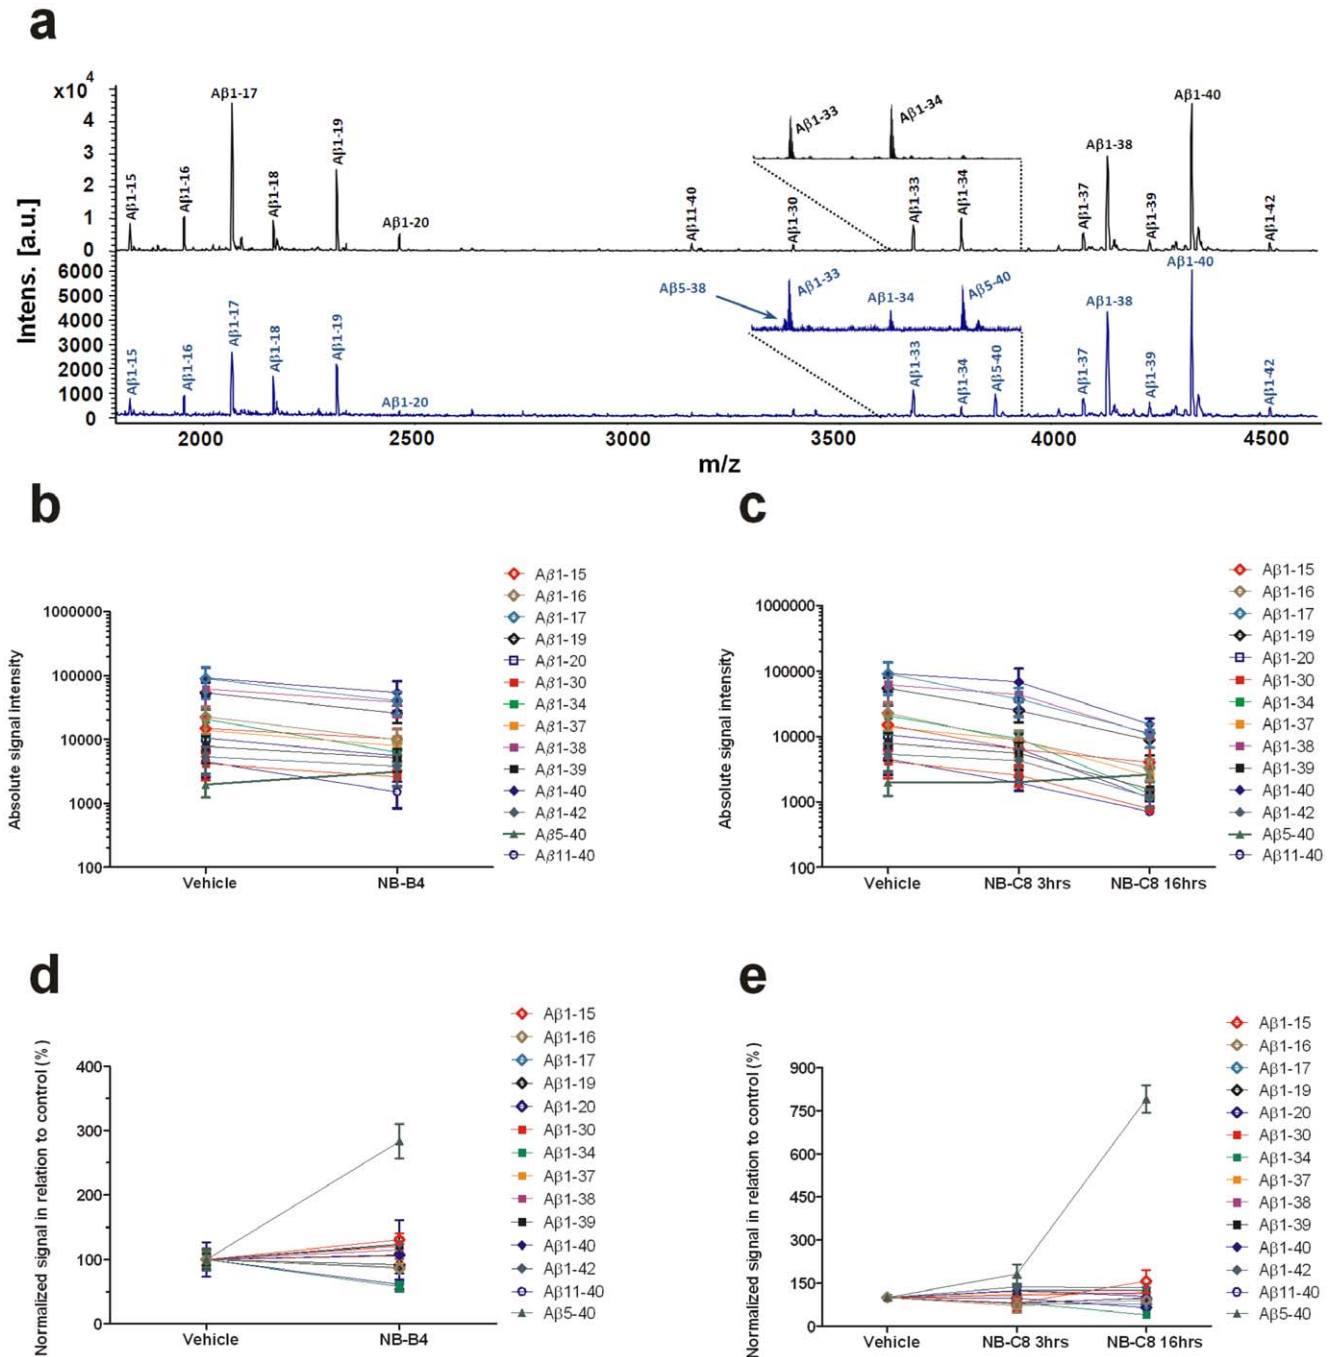 a
x10⁴
4
3
2
1
0
Aβ1-15
Aβ1-16
Aβ1-17
Aβ1-18
Aβ1-19
Aβ1-20
Aβ11-40
Aβ1-30
Aβ1-33
Aβ1-34
Aβ1-33
Aβ1-34
Aβ1-37
Aβ1-38
Aβ1-39
Aβ1-40
Aβ1-42
Intens. [a.u.]
6000
5000
4000
3000
2000
1000
0
Aβ1-15
Aβ1-16
Aβ1-17
Aβ1-18
Aβ1-19
Aβ1-20
Aβ5-38
Aβ1-33
Aβ1-34
Aβ5-40
Aβ1-33
Aβ1-34
Aβ5-40
Aβ1-37
Aβ1-38
Aβ1-39
Aβ1-40
Aβ1-42
2000 2500 3000 3500 4000 4500
m/z
b
Absolute signal intensity
1000000
100000
10000
1000
100
Vehicle NB-B4
Aβ1-15
Aβ1-16
Aβ1-17
Aβ1-19
Aβ1-20
Aβ1-30
Aβ1-34
Aβ1-37
Aβ1-38
Aβ1-39
Aβ1-40
Aβ1-42
Aβ5-40
Aβ11-40
c
Absolute signal intensity
1000000
100000
10000
1000
100
Vehicle NB-C8 3hrs NB-C8 16hrs
Aβ1-15
Aβ1-16
Aβ1-17
Aβ1-19
Aβ1-20
Aβ1-30
Aβ1-34
Aβ1-37
Aβ1-38
Aβ1-39
Aβ1-40
Aβ1-42
Aβ5-40
Aβ11-40
d
Normalized signal in relation to control (%)
400
300
200
100
0
Vehicle NB-B4
Aβ1-15
Aβ1-16
Aβ1-17
Aβ1-19
Aβ1-20
Aβ1-30
Aβ1-34
Aβ1-37
Aβ1-38
Aβ1-39
Aβ1-40
Aβ1-42
Aβ11-40
Aβ5-40
e
Normalized signal in relation to control (%)
900
750
600
450
300
150
0
Vehicle NB-C8 3hrs NB-C8 16hrs
Aβ1-15
Aβ1-16
Aβ1-17
Aβ1-19
Aβ1-20
Aβ1-30
Aβ1-34
Aβ1-37
Aβ1-38
Aβ1-39
Aβ1-40
Aβ1-42
Aβ11-40
Aβ5-40